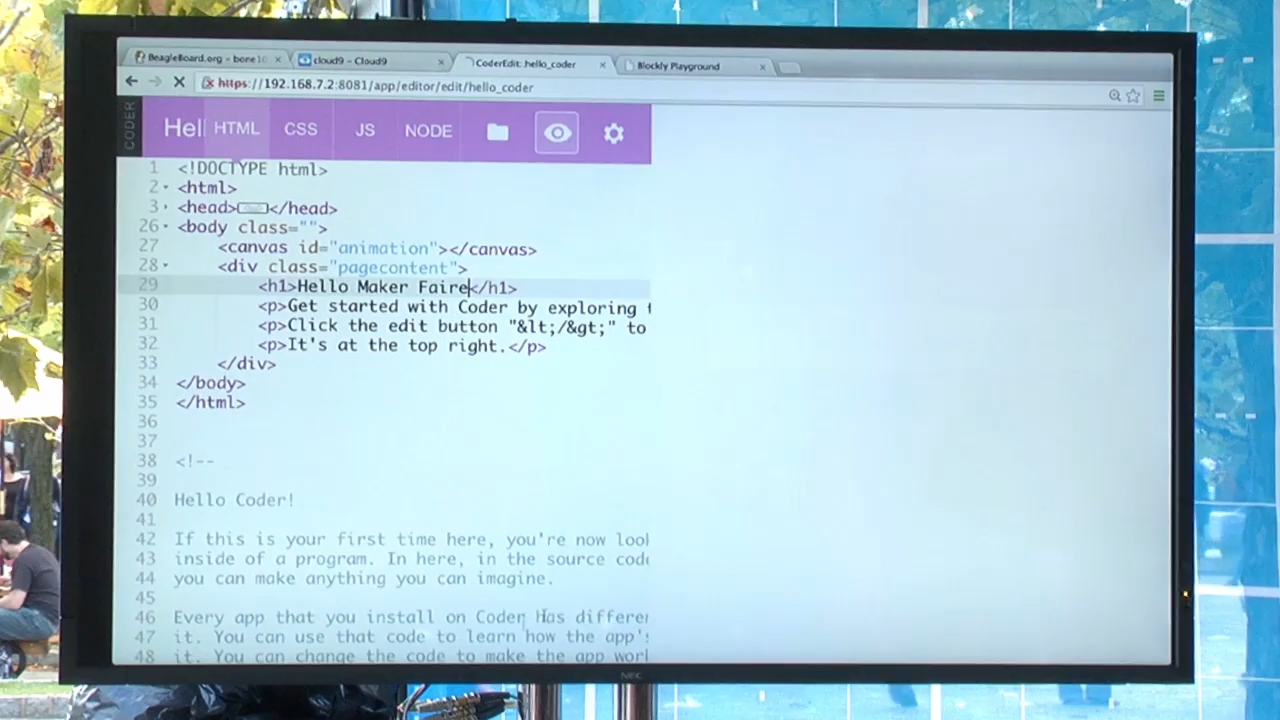 BeagleBoard.org - bone10
cloud9 - Cloud9
CoderEdit: hello_coder
Blockly Playground
https://192.168.7.2:8081/app/editor/edit/hello_coder
CODER
Hel
HTML
CSS
JS
NODE
1 <!DOCTYPE html>
2 <html>
3 <head></head>
26 <body class="">
27 <canvas id="animation"></canvas>
28 <div class="pagecontent">
29 <h1>Hello Maker Faire</h1>
30 <p>Get started with Coder by exploring
31 <p>Click the edit button "&lt;/&gt;" to
32 <p>It's at the top right.</p>
33 </div>
34 </body>
35 </html>
36
37
38 <!--
39
40 Hello Coder!
41
42 If this is your first time here, you're now loo
43 inside of a program. In here, in the source cod
44 you can make anything you can imagine.
45
46 Every app that you install on Coder has differe
47 it. You can use that code to learn how the app's
48 it. You can change the code to make the app wor
NEC